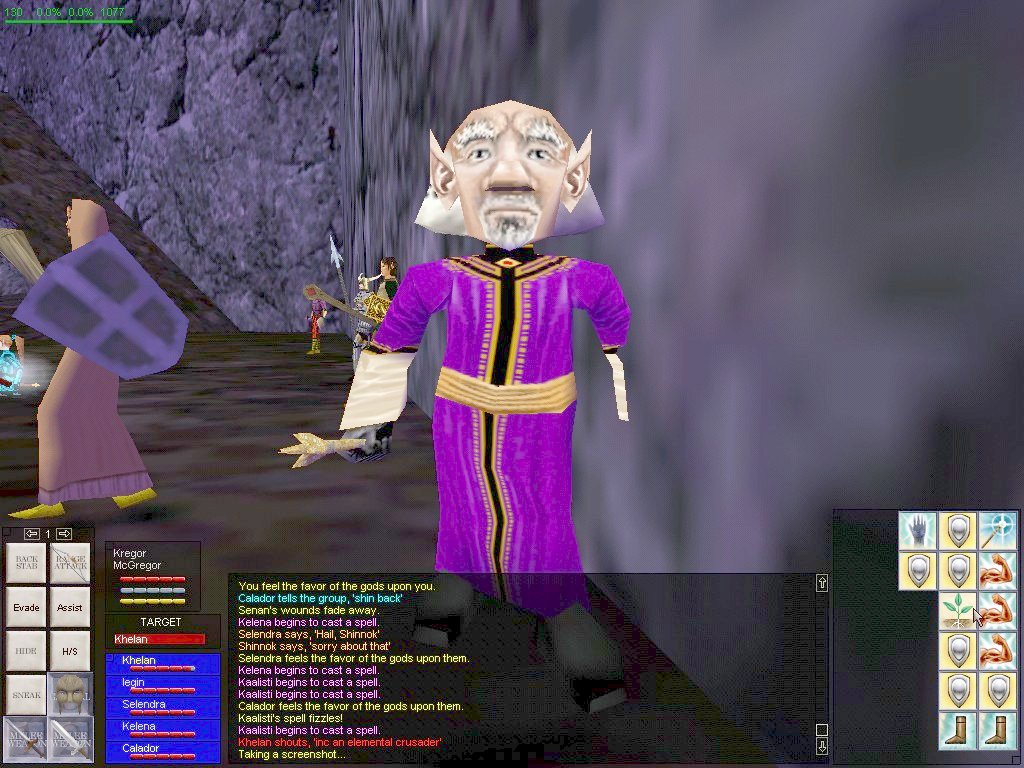 130 0.0% 0.0% 1077
1
BACK STAB
RANGE ATTACK
Evade
Assist
HIDE
H/S
SNEAK
MELEE WEAPON
MELEE WEAPON
Kregor
McGregor
TARGET
Khelan
Khelan
Iegin
Selendra
Kelena
Calador
You feel the favor of the gods upon you.
Calador tells the group, 'shin back'
Senan's wounds fade away.
Kelena begins to cast a spell.
Selendra says, 'Hail, Shinnok'
Shinnok says, 'sorry about that'
Selendra feels the favor of the gods upon them.
Kelena begins to cast a spell.
Kaalisti begins to cast a spell.
Kaalisti begins to cast a spell.
Calador feels the favor of the gods upon them.
Kaalisti's spell fizzles!
Kaalisti begins to cast a spell.
Khelan shouts, 'inc an elemental crusader'
Taking a screenshot...